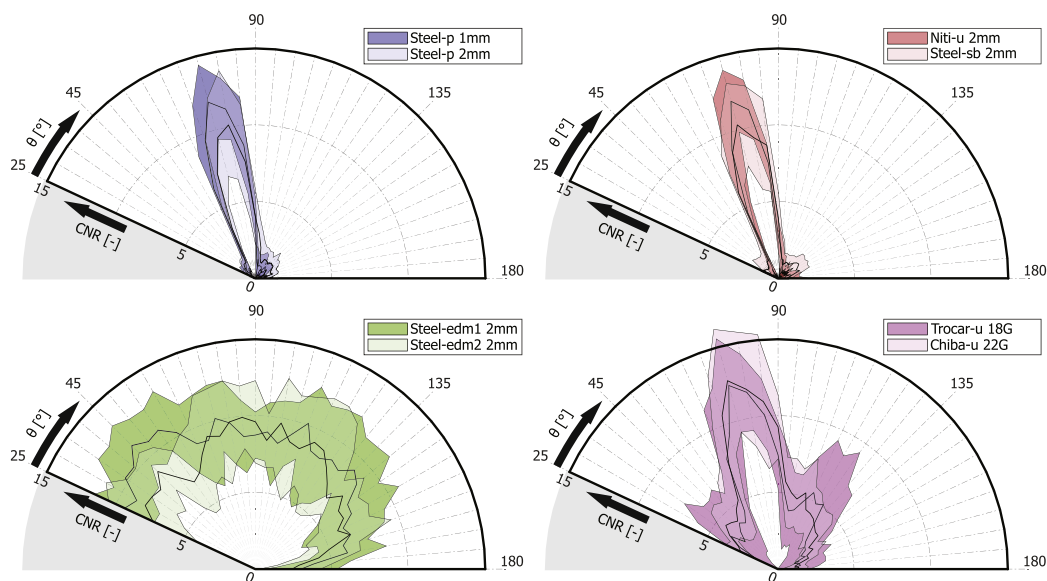 90
Steel-p 1mm
Steel-p 2mm
45
135
θ [°]
25
15
CNR [-]
5
0
180
90
Niti-u 2mm
Steel-sb 2mm
45
135
θ [°]
25
15
CNR [-]
5
0
180
90
Steel-edm1 2mm
Steel-edm2 2mm
45
135
θ [°]
25
15
CNR [-]
5
0
180
90
Trocar-u 18G
Chiba-u 22G
45
135
θ [°]
25
15
CNR [-]
5
0
180